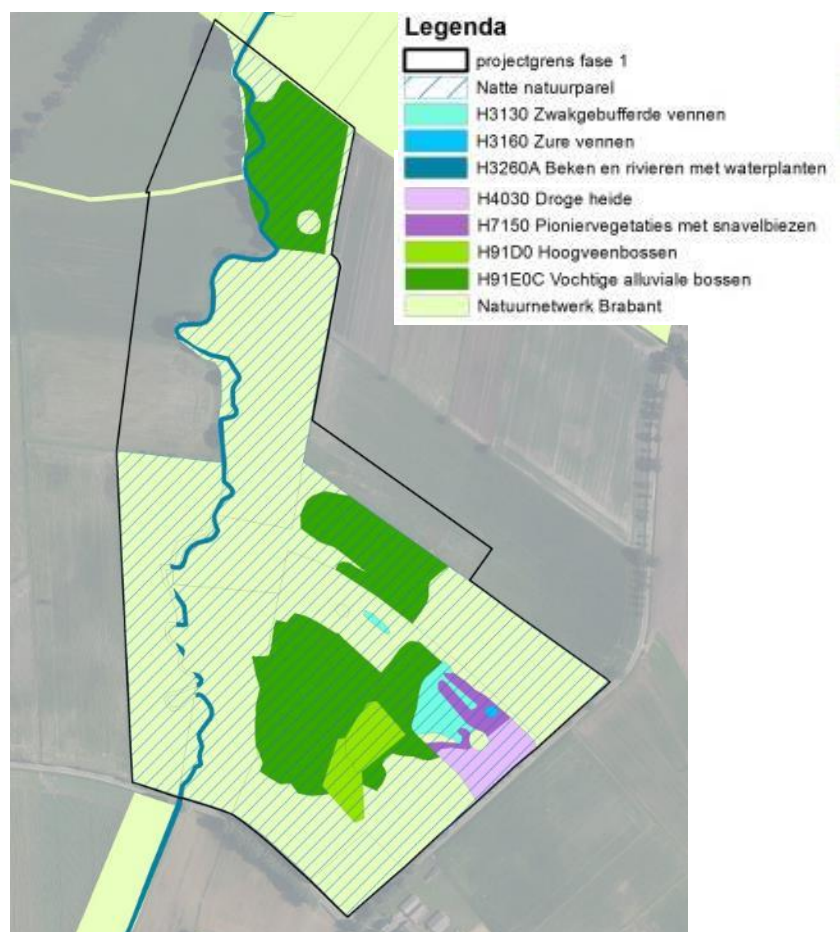 Legenda
projectgrens fase 1
Natte natuurparel
H3130 Zwakgebufferde vennen
H3160 Zure vennen
H3260A Beken en rivieren met waterplanten
H4030 Droge heide
H7150 Pioniervegetaties met snavelbiezen
H91D0 Hoogveenbossen
H91E0C Vochtige alluviale bossen
Natuurnetwerk Brabant